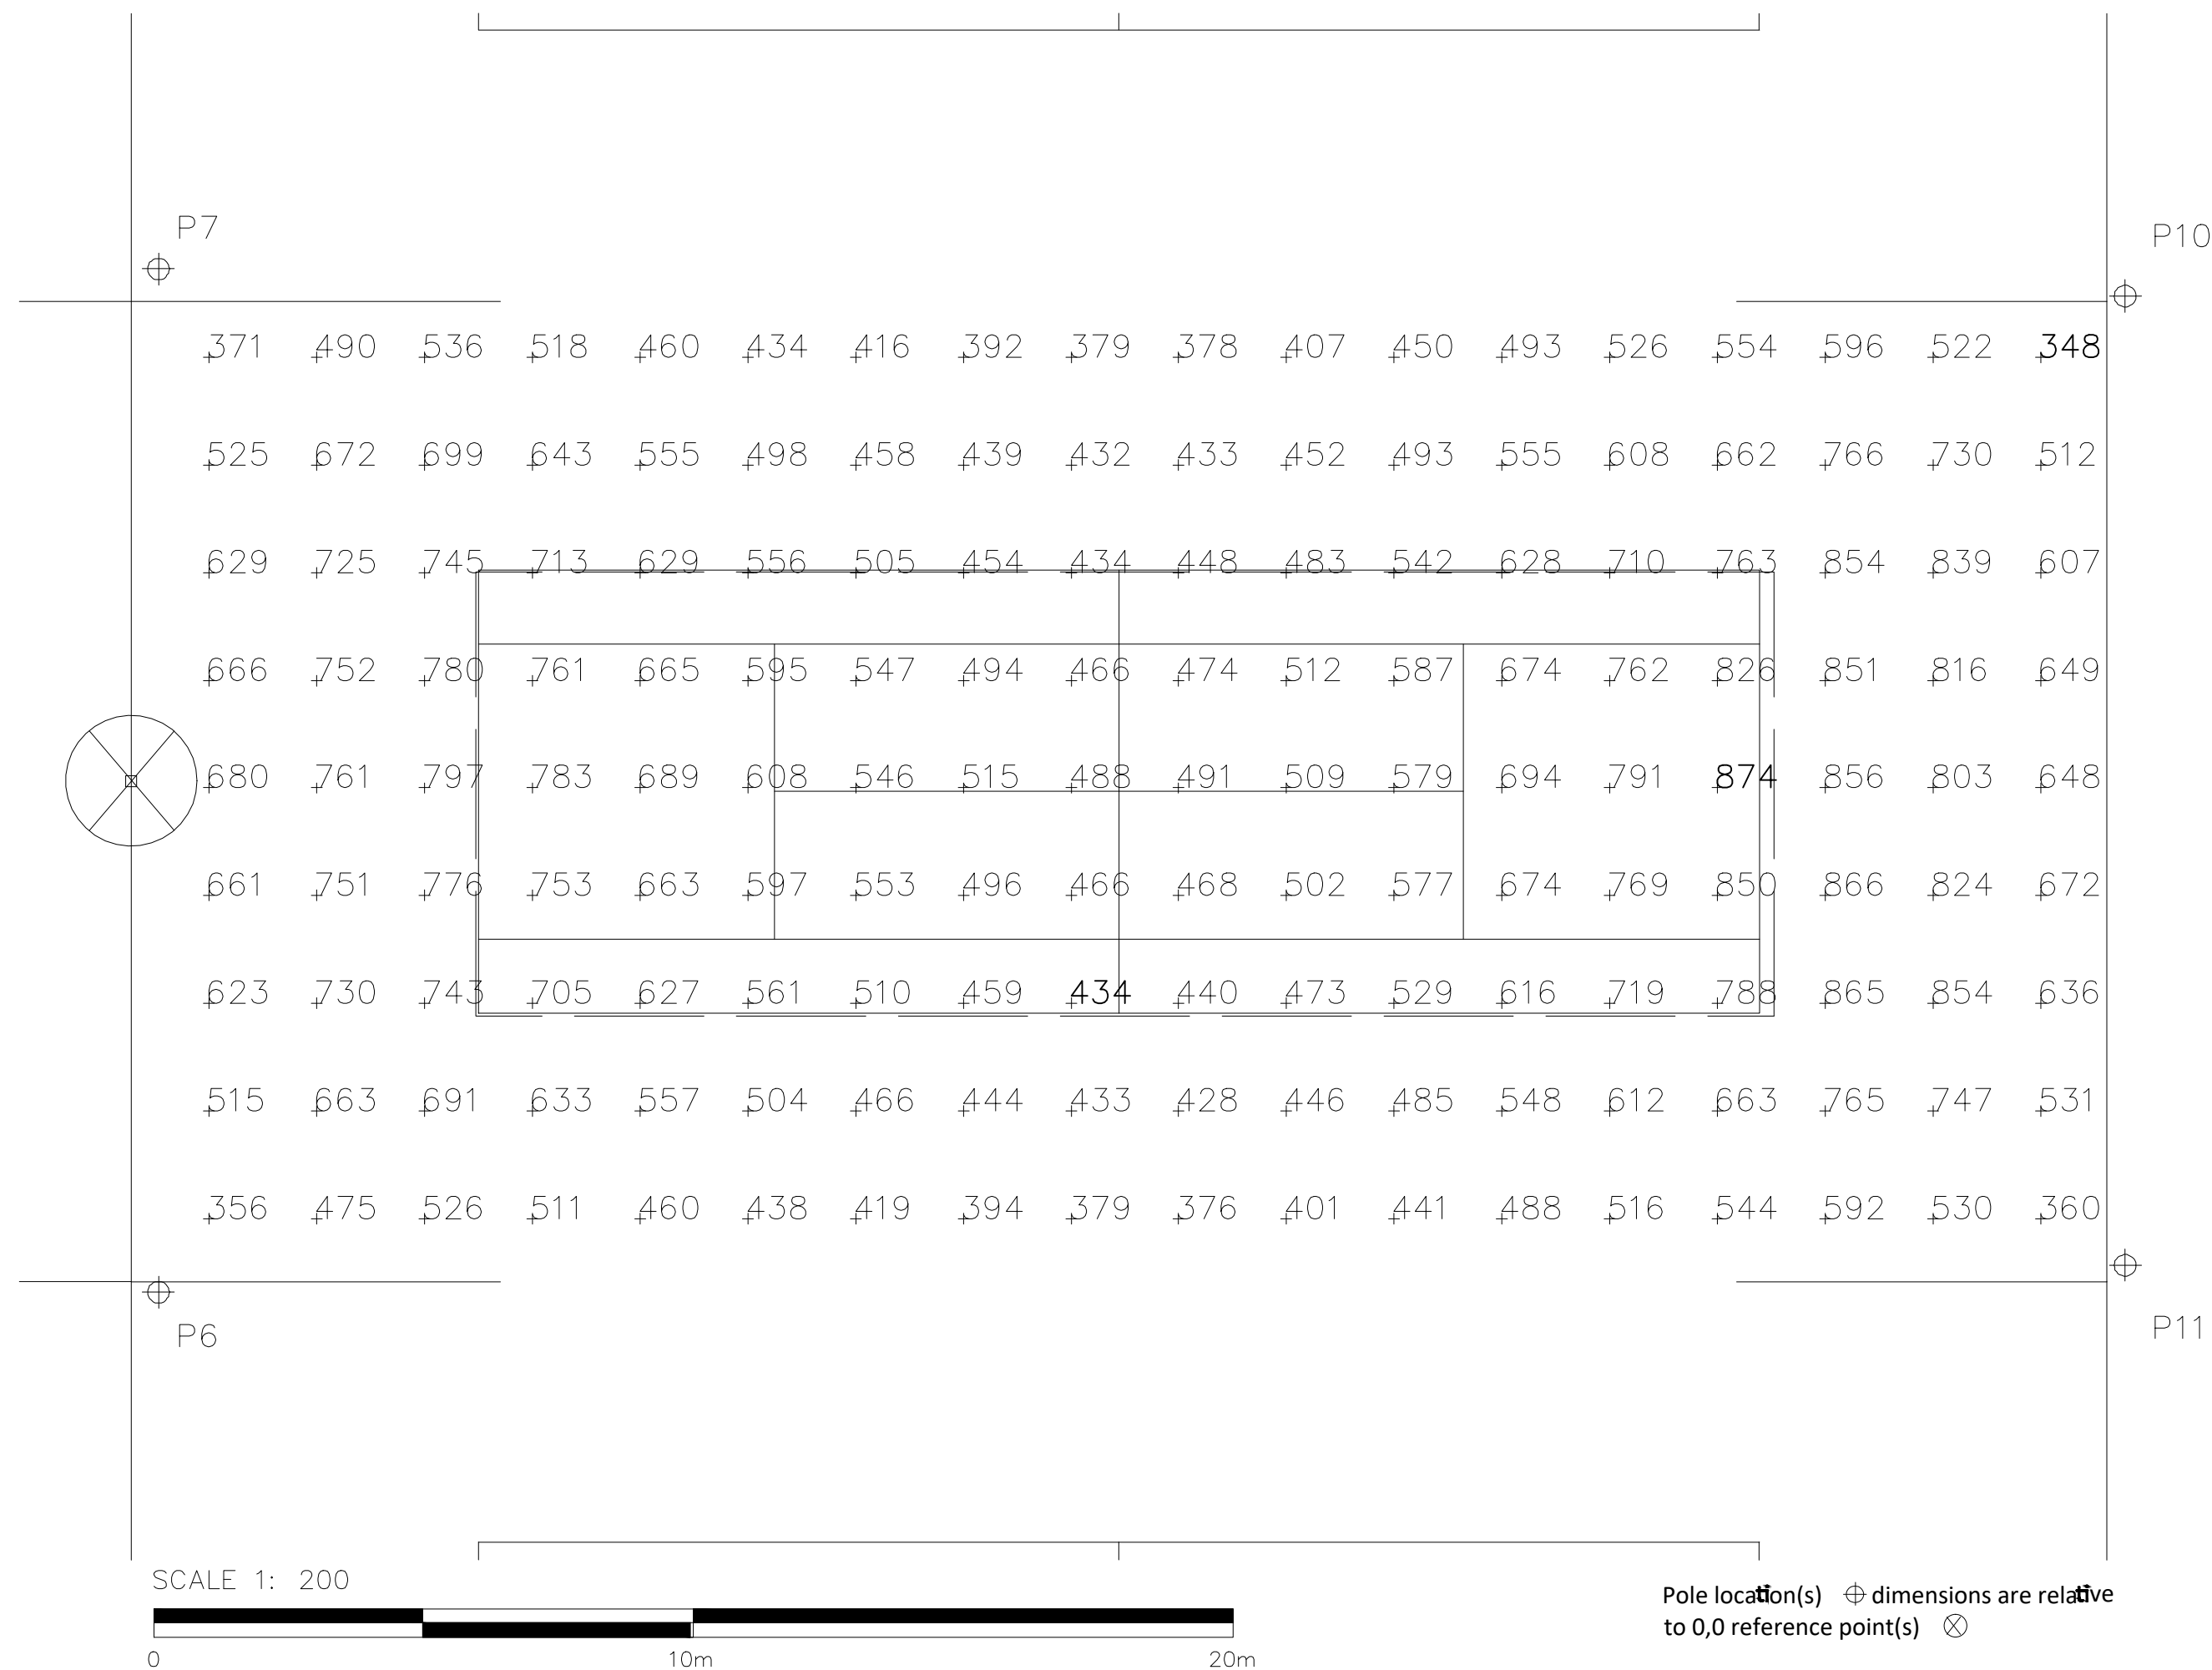 P7 P10
371 490 536 518 460 434 416 392 379 378 407 450 493 526 554 596 522 348
525 672 699 643 555 498 458 439 432 433 452 493 555 608 662 766 730 512
629 725 745 713 629 556 505 454 434 448 483 542 628 710 763 854 839 607
666 752 780 761 665 595 547 494 466 474 512 587 674 762 826 851 816 649
680 761 797 783 689 608 546 515 488 491 509 579 694 791 874 856 803 648
661 751 776 753 663 597 553 496 466 468 502 577 674 769 850 866 824 672
623 730 743 705 627 561 510 459 434 440 473 529 616 719 788 865 854 636
515 663 691 633 557 504 466 444 433 428 446 485 548 612 663 765 747 531
356 475 526 511 460 438 419 394 379 376 401 441 488 516 544 592 530 360
P6 P11
SCALE 1: 200
0 10m 20m
Pole location(s) dimensions are relative
to 0,0 reference point(s)